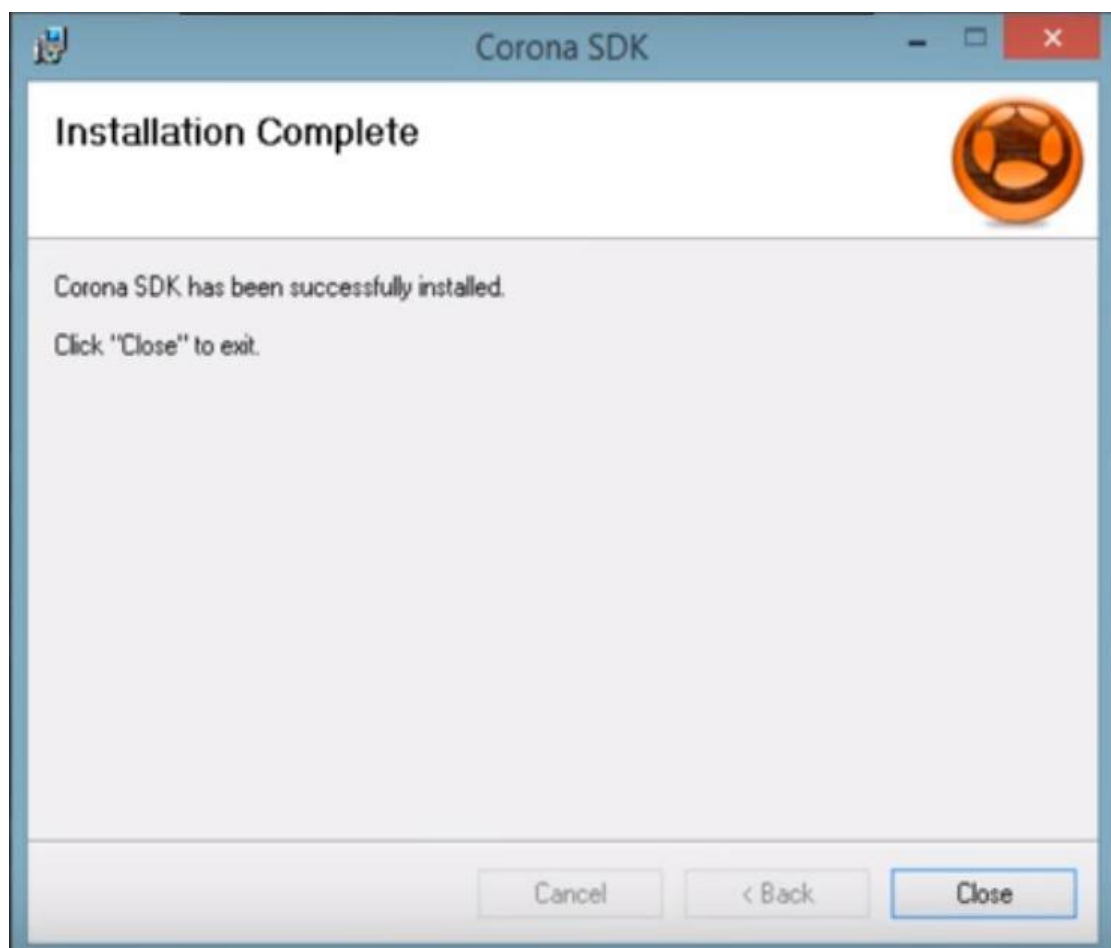 Corona SDK
Installation Complete
Corona SDK has been successfully installed.
Click "Close" to exit.
Cancel
< Back
Close